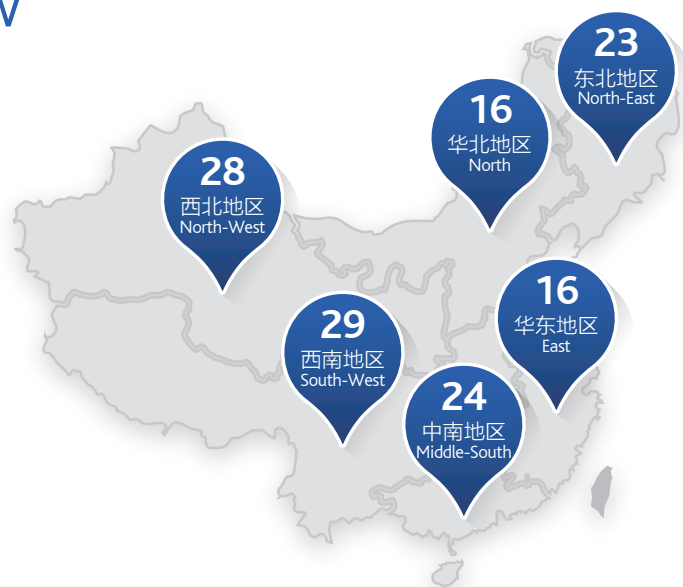 23
东北地区
North-East
16
华北地区
North
28
西北地区
North-West
16
华东地区
East
29
西南地区
South-West
24
中南地区
Middle-South